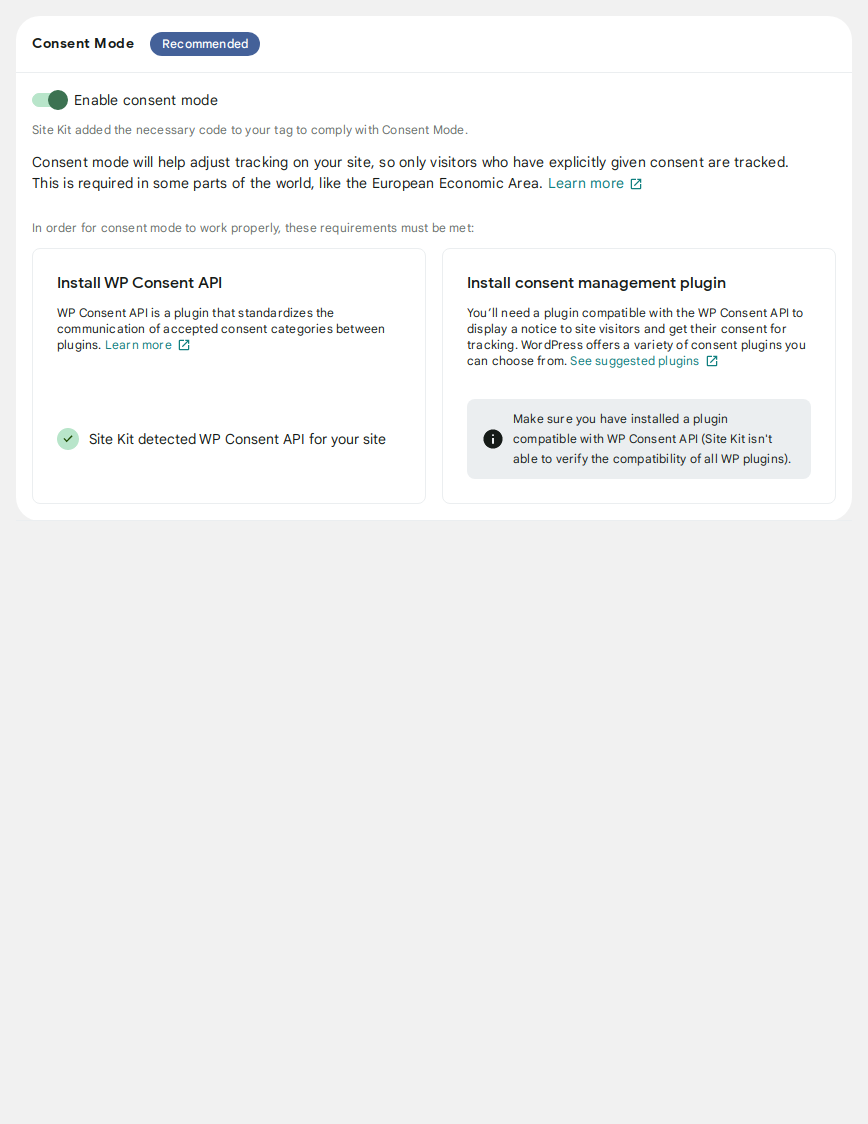 Consent Mode
Recommended
Enable consent mode
Site Kit added the necessary code to your tag to comply with Consent Mode.
Consent mode will help adjust tracking on your site, so only visitors who have explicitly given consent are tracked.
This is required in some parts of the world, like the European Economic Area. Learn more
In order for consent mode to work properly, these requirements must be met:
Install WP Consent API
WP Consent API is a plugin that standardizes the
communication of accepted consent categories between
plugins. Learn more
Site Kit detected WP Consent API for your site
Install consent management plugin
You’ll need a plugin compatible with the WP Consent API to
display a notice to site visitors and get their consent for
tracking. WordPress offers a variety of consent plugins you
can choose from. See suggested plugins
Make sure you have installed a plugin
compatible with WP Consent API (Site Kit isn't
able to verify the compatibility of all WP plugins).